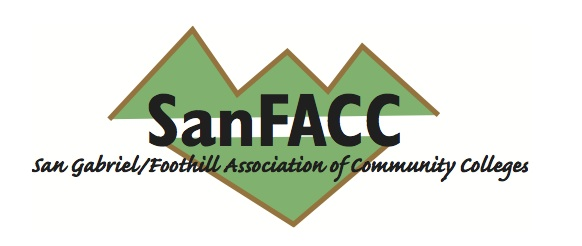 SanFACC
San Gabriel/Foothill Association of Community Colleges